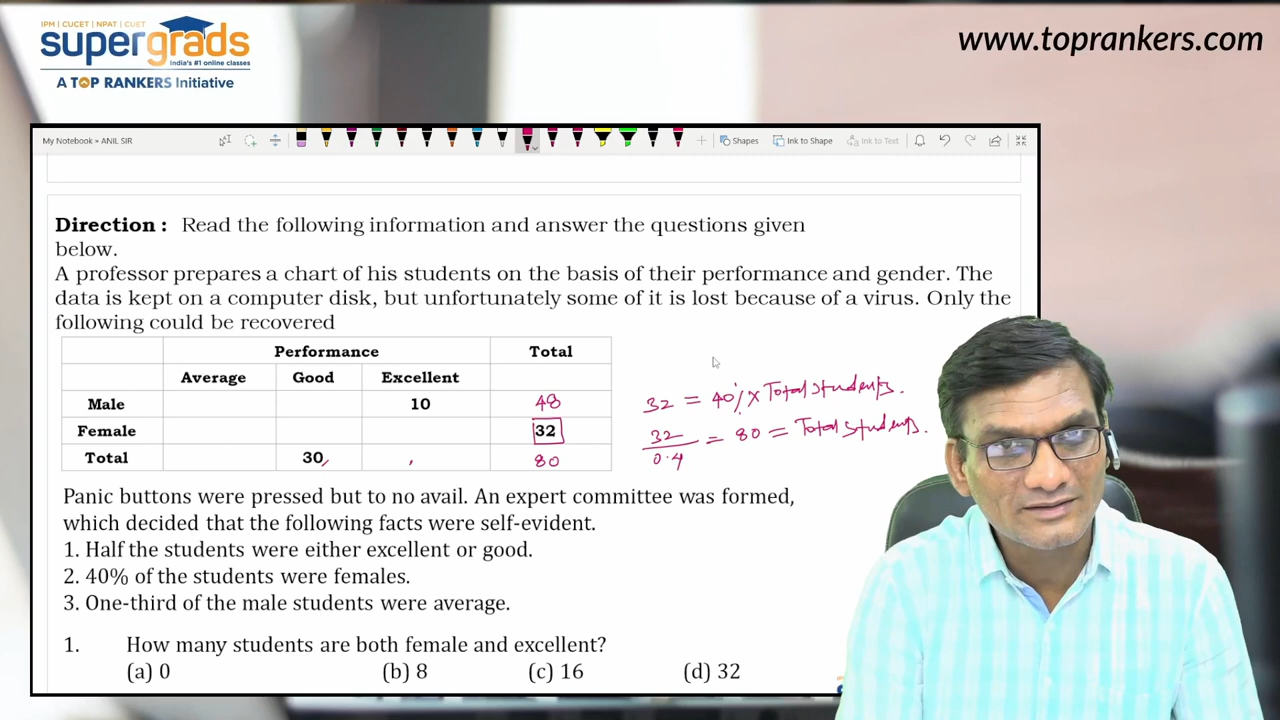 IPM | CUCET | NPAT | CUET
supergrads
India's #1 online classes
A TOP RANKERS Initiative
www.toprankers.com
My Notebook » ANIL SIR
Shapes
Ink to Shape
Ink to Text
Direction : Read the following information and answer the questions given
below.
A professor prepares a chart of his students on the basis of their performance and gender. The
data is kept on a computer disk, but unfortunately some of it is lost because of a virus. Only the
following could be recovered
Performance Total
Average Good Excellent
Male 10 48
Female 32
Total 30 80
32 = 40% x Total Students.
32/0.4 = 80 = Total Students.
Panic buttons were pressed but to no avail. An expert committee was formed,
which decided that the following facts were self-evident.
1. Half the students were either excellent or good.
2. 40% of the students were females.
3. One-third of the male students were average.
1. How many students are both female and excellent?
(a) 0 (b) 8 (c) 16 (d) 32